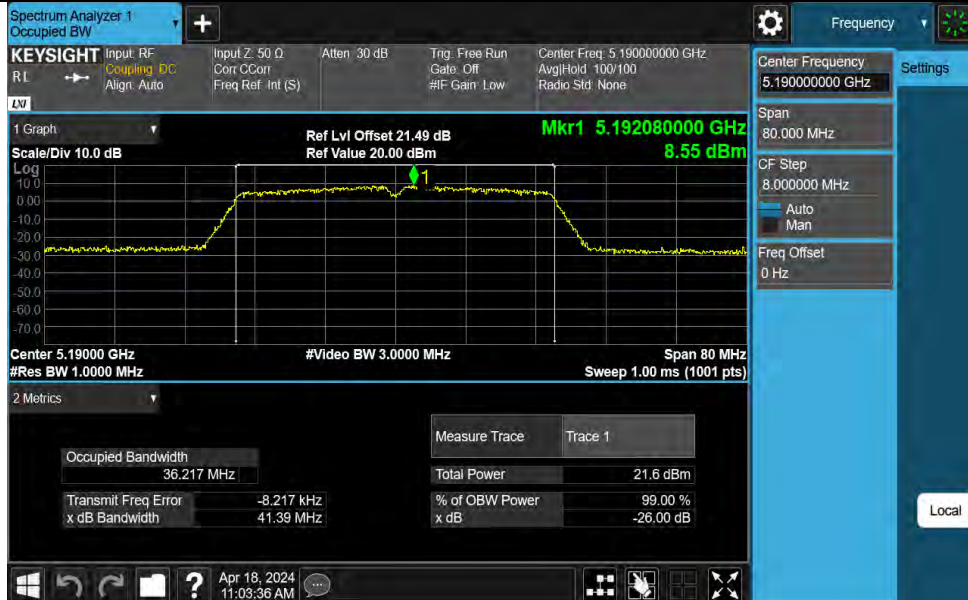 Spectrum Analyzer 1
Occupied BW
+
Frequency
KEYSIGHT
RL
LXI
Input: RF
Coupling: DC
Align: Auto
Input Z: 50 Ω
Corr CCorr
Freq Ref: Int (S)
Atten: 30 dB
Trig: Free Run
Gate: Off
#IF Gain: Low
Center Freq: 5.190000000 GHz
Avg|Hold: 100/100
Radio Std: None
Center Frequency
5.190000000 GHz
Settings
Span
80.000 MHz
CF Step
8.000000 MHz
Auto
Man
Freq Offset
0 Hz
Local
1 Graph
Scale/Div 10.0 dB
Ref Lvl Offset 21.49 dB
Ref Value 20.00 dBm
Mkr1 5.192080000 GHz
8.55 dBm
Log
10.0
0.00
-10.0
-20.0
-30.0
-40.0
-50.0
-60.0
-70.0
1
Center 5.19000 GHz
#Res BW 1.0000 MHz
#Video BW 3.0000 MHz
Span 80 MHz
Sweep 1.00 ms (1001 pts)
2 Metrics
Occupied Bandwidth
36.217 MHz
Transmit Freq Error -8.217 kHz
x dB Bandwidth 41.39 MHz
Measure Trace Trace 1
Total Power 21.6 dBm
% of OBW Power 99.00 %
x dB -26.00 dB
?
Apr 18, 2024
11:03:36 AM